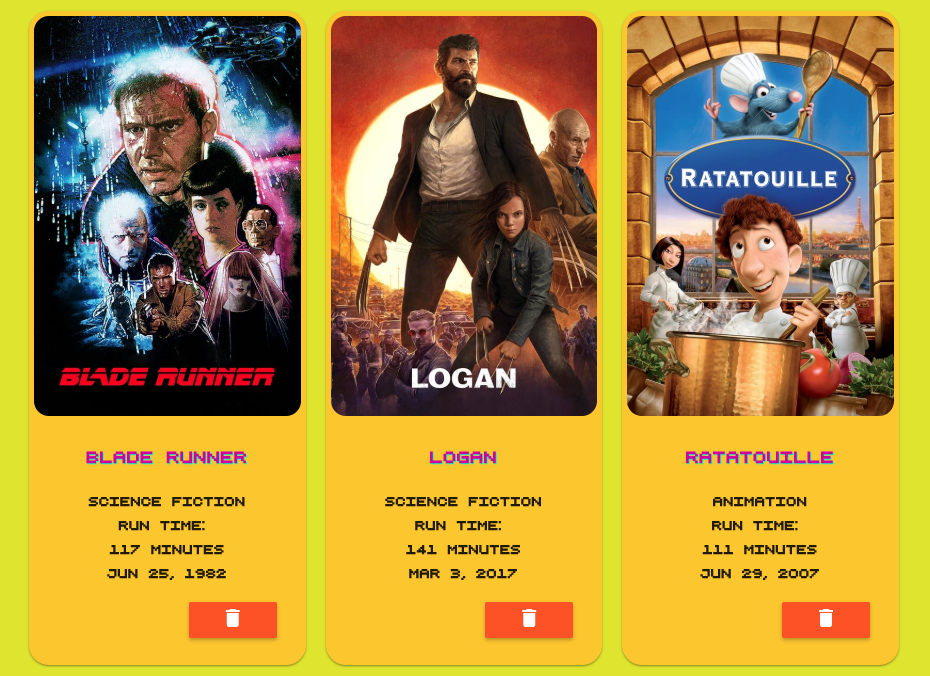 BLADE RUNNER
LOGAN
RATATOUILLE
BLADE RUNNER
SCIENCE FICTION
RUN TIME:
117 MINUTES
JUN 25, 1982
LOGAN
SCIENCE FICTION
RUN TIME:
141 MINUTES
MAR 3, 2017
RATATOUILLE
ANIMATION
RUN TIME:
111 MINUTES
JUN 29, 2007